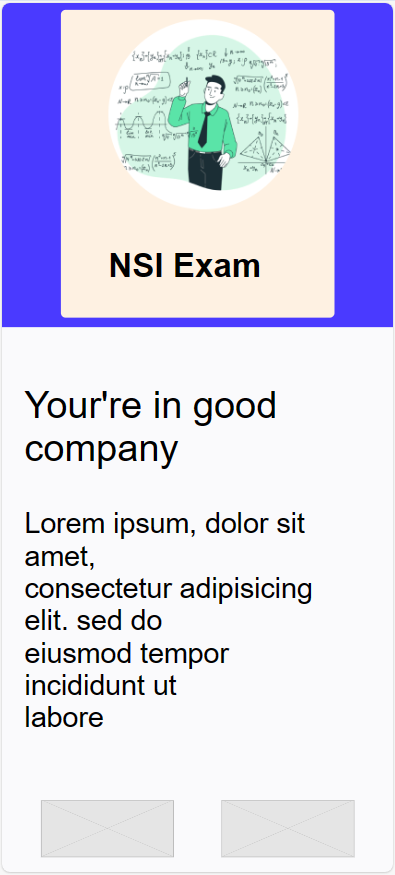 NSI Exam
Your're in good
company
Lorem ipsum, dolor sit
amet,
consectetur adipisicing
elit. sed do
eiusmod tempor
incididunt ut
labore